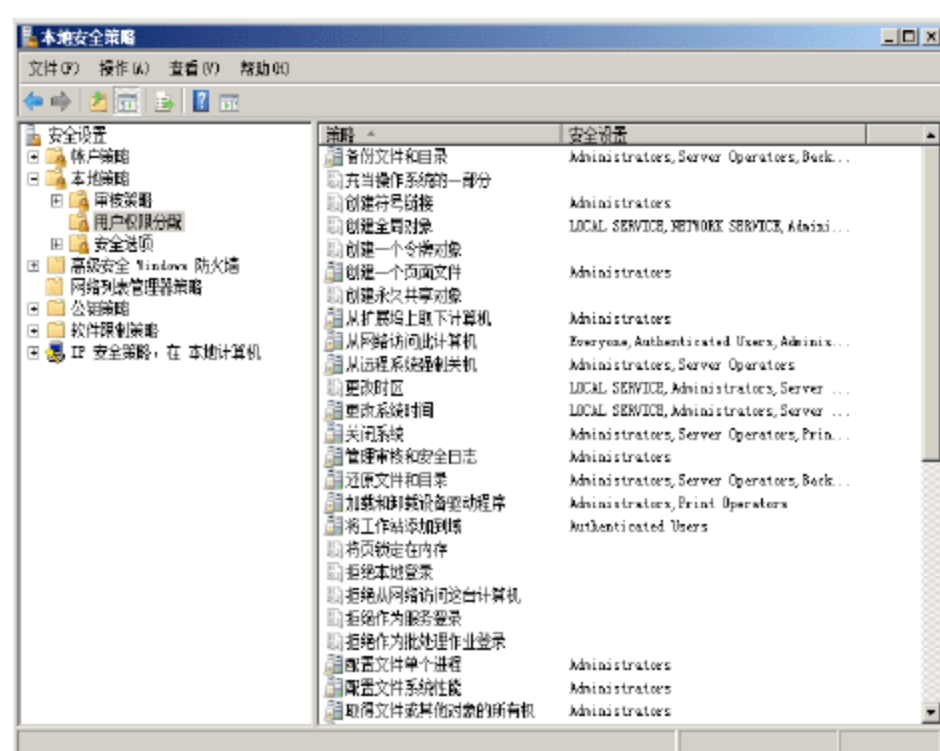 本地安全策略
文件(F) 操作(A) 查看(V) 帮助(H)
安全设置
帐户策略
本地策略
审核策略
用户权限分配
安全选项
高级安全 Windows 防火墙
网络列表管理器策略
公钥策略
软件限制策略
IP 安全策略，在 本地计算机
策略 安全设置
备份文件和目录 Administrators,Server Operators,Back...
充当操作系统的一部分
创建符号链接 Administrators
创建全局对象 LOCAL SERVICE,NETWORK SERVICE,Admini...
创建一个令牌对象
创建一个页面文件 Administrators
创建永久共享对象
从扩展坞上取下计算机 Administrators
从网络访问此计算机 Everyone,Authenticated Users,Adminis...
从远程系统强制关机 Administrators,Server Operators
更改时区 LOCAL SERVICE,Administrators,Server ...
更改系统时间 LOCAL SERVICE,Administrators,Server ...
关闭系统 Administrators,Server Operators,Prin...
管理审核和安全日志 Administrators
还原文件和目录 Administrators,Server Operators,Back...
加载和卸载设备驱动程序 Administrators,Print Operators
将工作站添加到域 Authenticated Users
将页锁定在内存
拒绝本地登录
拒绝从网络访问这台计算机
拒绝作为服务登录
拒绝作为批处理作业登录
配置文件单个进程 Administrators
配置文件系统性能 Administrators
取得文件或其他对象的所有权 Administrators